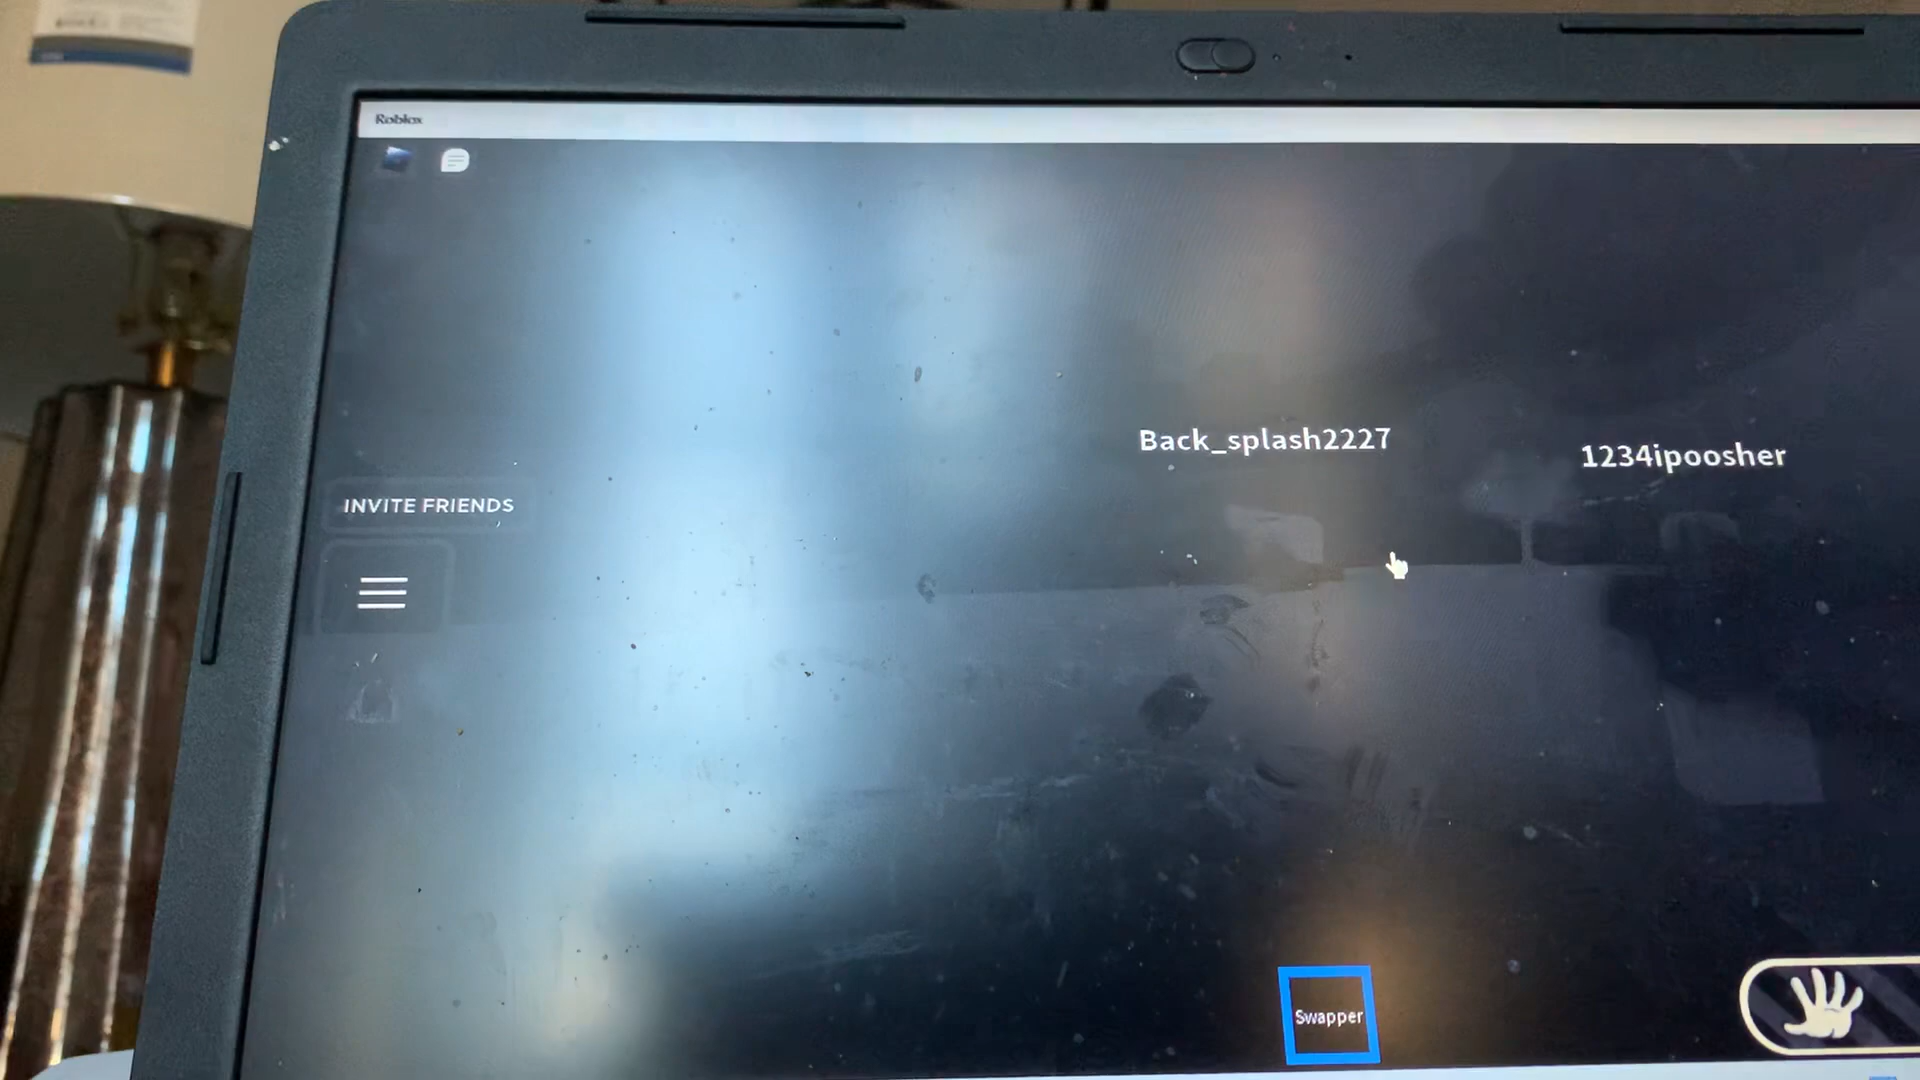 Roblox
Back_splash2227
1234ipoosher
INVITE FRIENDS
Swapper